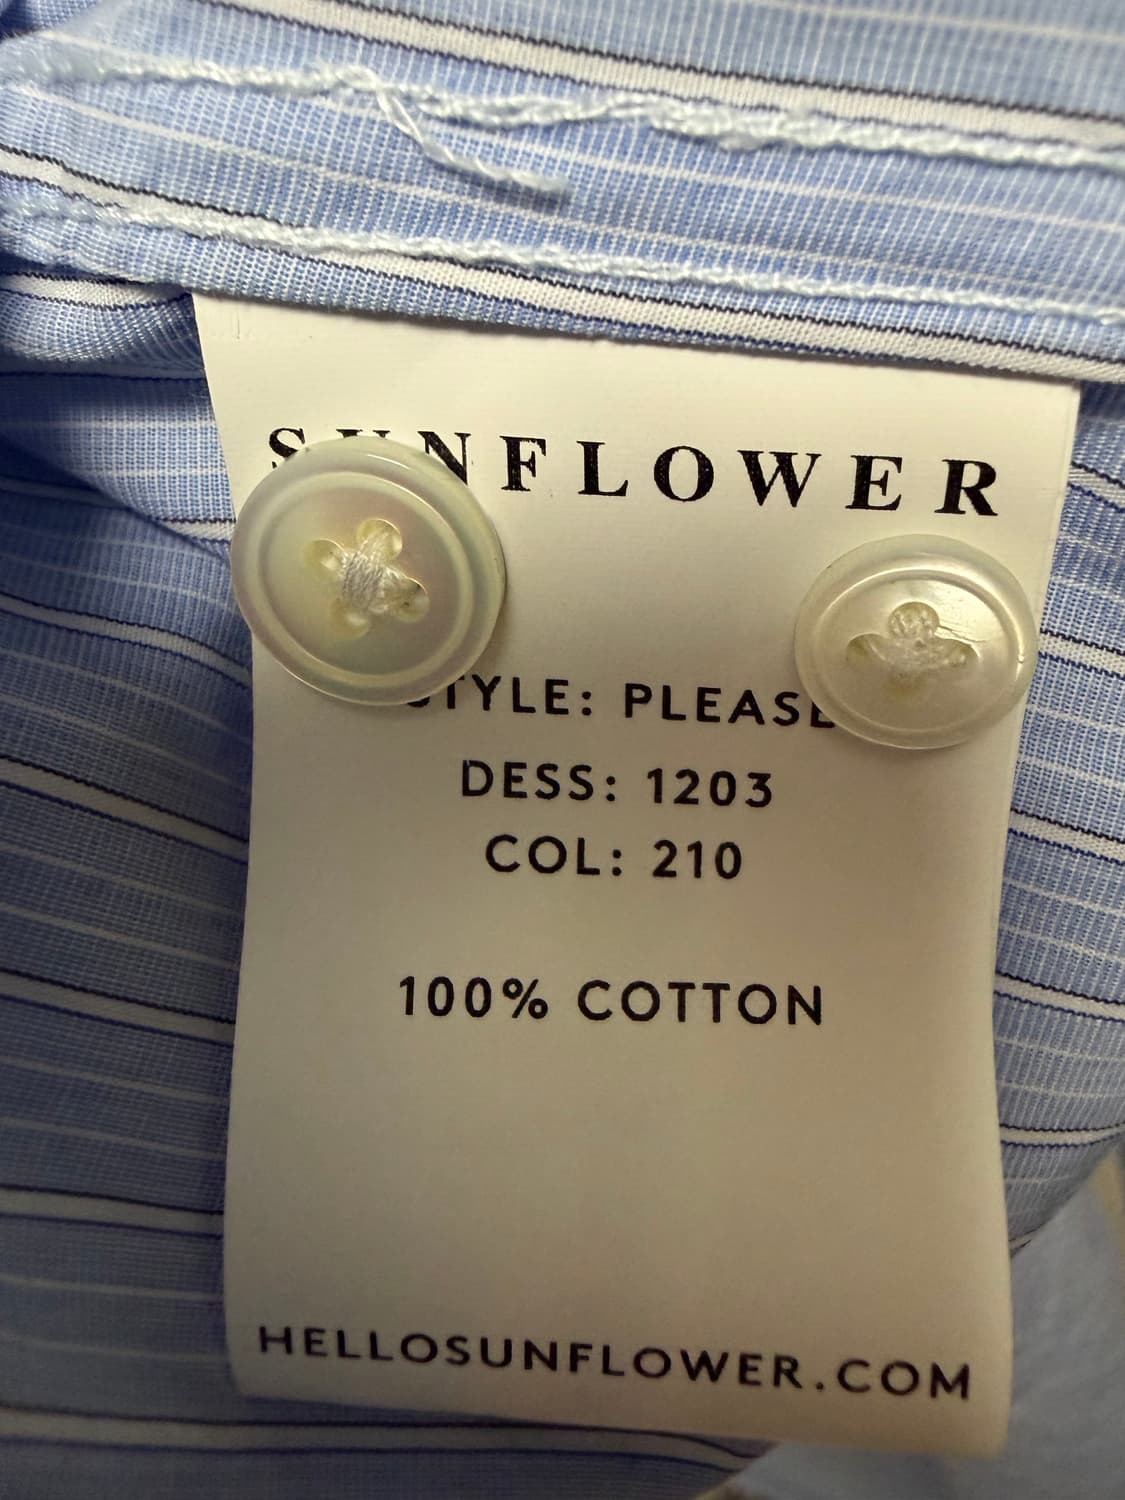 SUNFLOWER
STYLE: PLEASE
DESS: 1203
COL: 210
100% COTTON
HELLOSUNFLOWER.COM